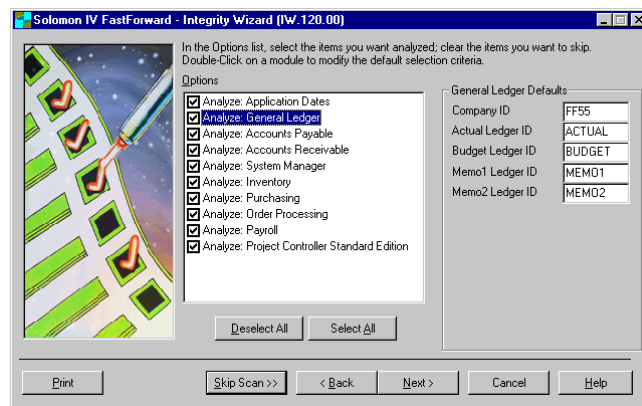 Solomon IV FastForward - Integrity Wizard (IW.120.00)
In the Options list, select the items you want analyzed; clear the items you want to skip.
Double-Click on a module to modify the default selection criteria.
Options
Analyze: Application Dates
Analyze: General Ledger
Analyze: Accounts Payable
Analyze: Accounts Receivable
Analyze: System Manager
Analyze: Inventory
Analyze: Purchasing
Analyze: Order Processing
Analyze: Payroll
Analyze: Project Controller Standard Edition
Deselect All Select All
General Ledger Defaults
Company ID FF55
Actual Ledger ID ACTUAL
Budget Ledger ID BUDGET
Memo1 Ledger ID MEMO1
Memo2 Ledger ID MEMO2
Print Skip Scan >> < Back Next > Cancel Help